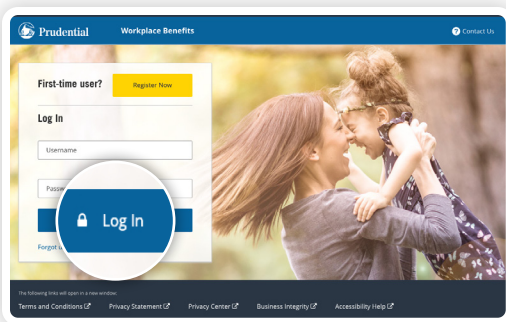 Prudential Workplace Benefits Contact Us
First-time user? Register Now
Log In
Username
Passw
Log In
Forgot
The following links will open in a new window.
Terms and Conditions Privacy Statement Privacy Center Business Integrity Accessibility Help